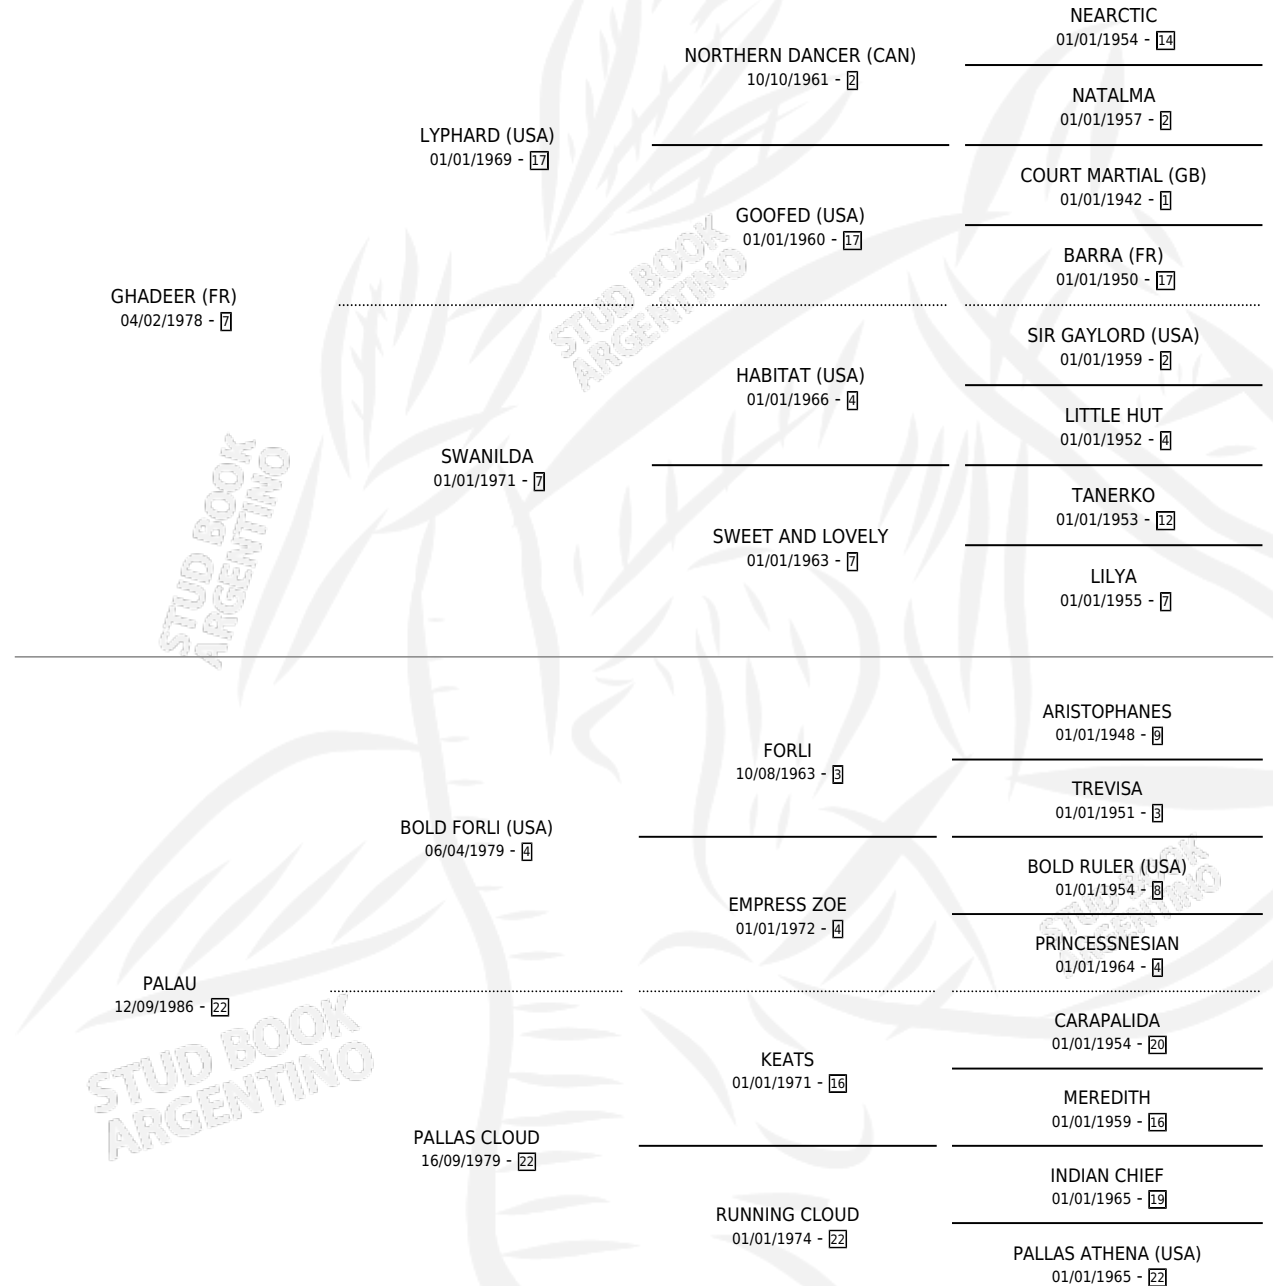 NEARCTIC
01/01/1954 - 14
NORTHERN DANCER (CAN)
10/10/1961 - 2
NATALMA
01/01/1957 - 2
LYPHARD (USA)
01/01/1969 - 17
COURT MARTIAL (GB)
01/01/1942 - 1
GOOFED (USA)
01/01/1960 - 17
BARRA (FR)
01/01/1950 - 17
GHADEER (FR)
04/02/1978 - 7
STUD BOOK
ARGENTINO
SIR GAYLORD (USA)
01/01/1959 - 2
HABITAT (USA)
01/01/1966 - 4
LITTLE HUT
01/01/1952 - 4
SWANILDA
01/01/1971 - 7
TANERKO
01/01/1953 - 12
SWEET AND LOVELY
01/01/1963 - 7
LILYA
01/01/1955 - 7
STUD BOOK
ARGENTINO
ARISTOPHANES
01/01/1948 - 9
FORLI
10/08/1963 - 3
TREVISA
01/01/1951 - 3
BOLD FORLI (USA)
06/04/1979 - 4
BOLD RULER (USA)
01/01/1954 - 8
EMPRESS ZOE
01/01/1972 - 4
STUD BOOK
ARGENTINO
PRINCESSNESIAN
01/01/1964 - 4
PALAU
12/09/1986 - 22
CARAPALIDA
01/01/1954 - 20
KEATS
01/01/1971 - 16
MEREDITH
01/01/1959 - 16
STUD BOOK
ARGENTINO
PALLAS CLOUD
16/09/1979 - 22
INDIAN CHIEF
01/01/1965 - 19
RUNNING CLOUD
01/01/1974 - 22
PALLAS ATHENA (USA)
01/01/1965 - 22